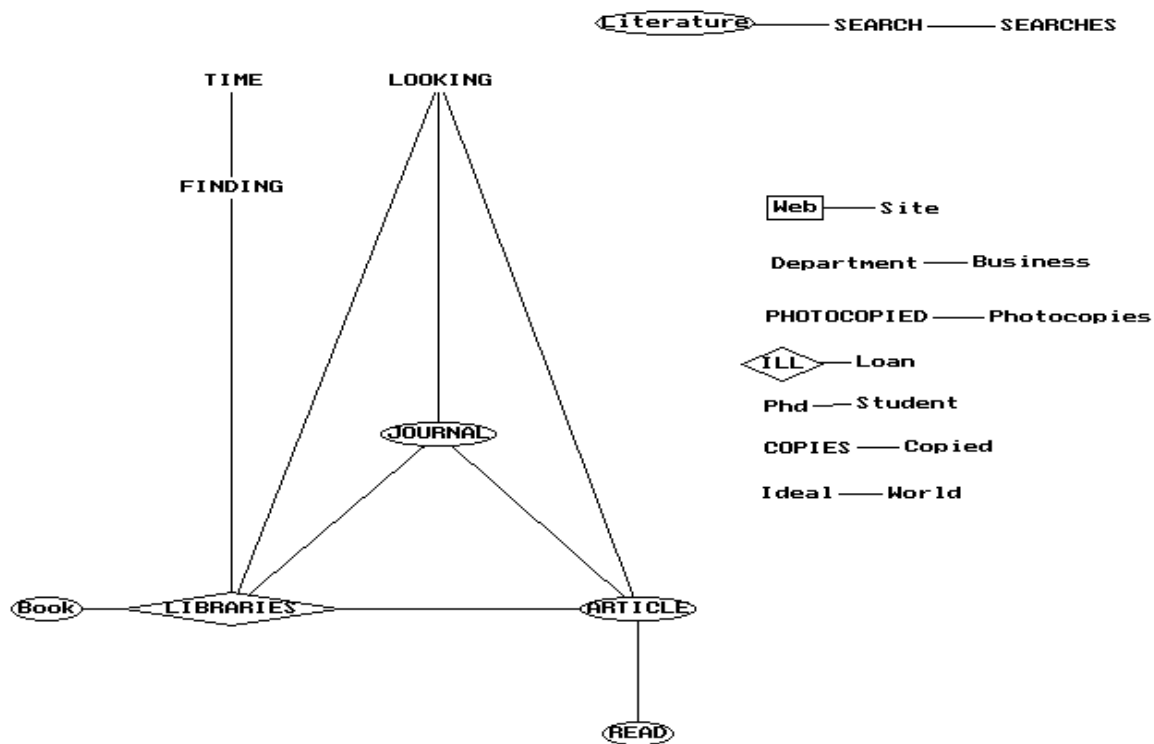 Literature SEARCH SEARCHES
TIME LOOKING
FINDING
Web Site
Department Business
PHOTOCOPIED Photocopies
ILL Loan
Phd Student
JOURNAL
COPIES Copied
Ideal World
Book LIBRARIES ARTICLE
READ